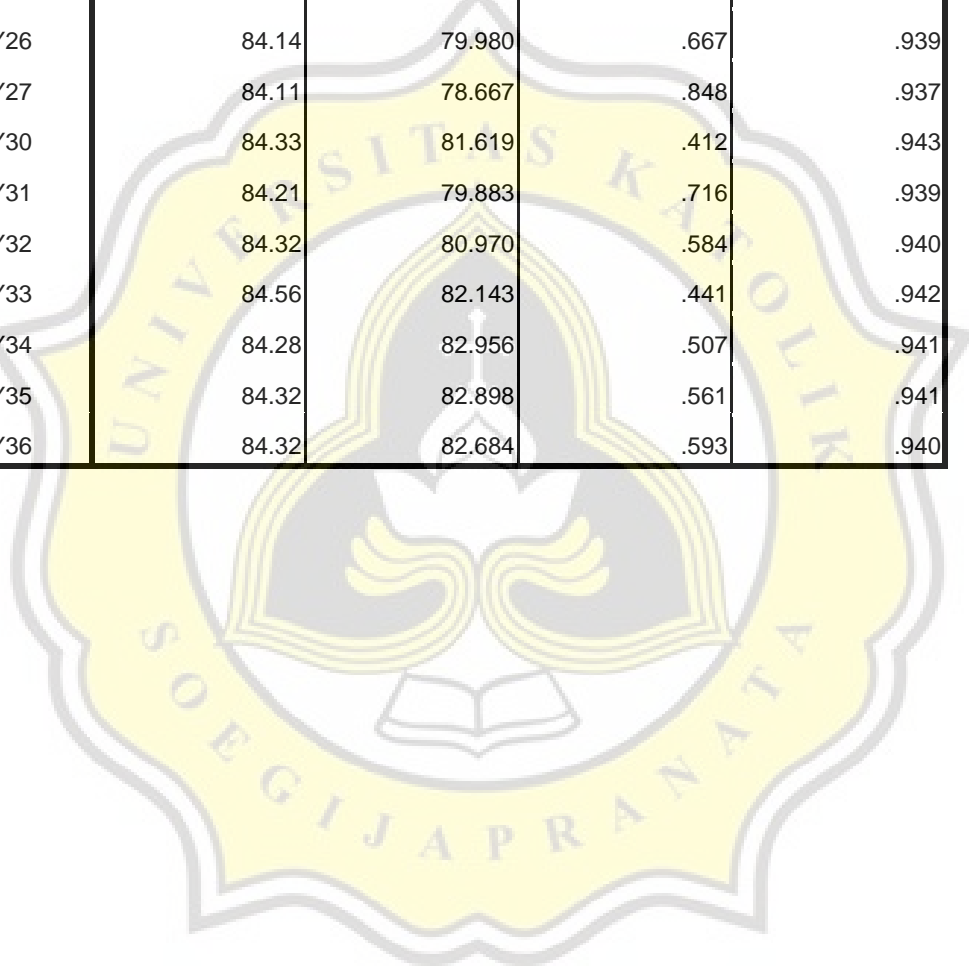 Y26 84.14 79.980 .667 .939
Y27 84.11 78.667 .848 .937
Y30 84.33 81.619 .412 .943
Y31 84.21 79.883 .716 .939
Y32 84.32 80.970 .584 .940
Y33 84.56 82.143 .441 .942
Y34 84.28 82.956 .507 .941
Y35 84.32 82.898 .561 .941
Y36 84.32 82.684 .593 .940
UNIVERSITAS KATOLIK
SOEGIJAPRANATA